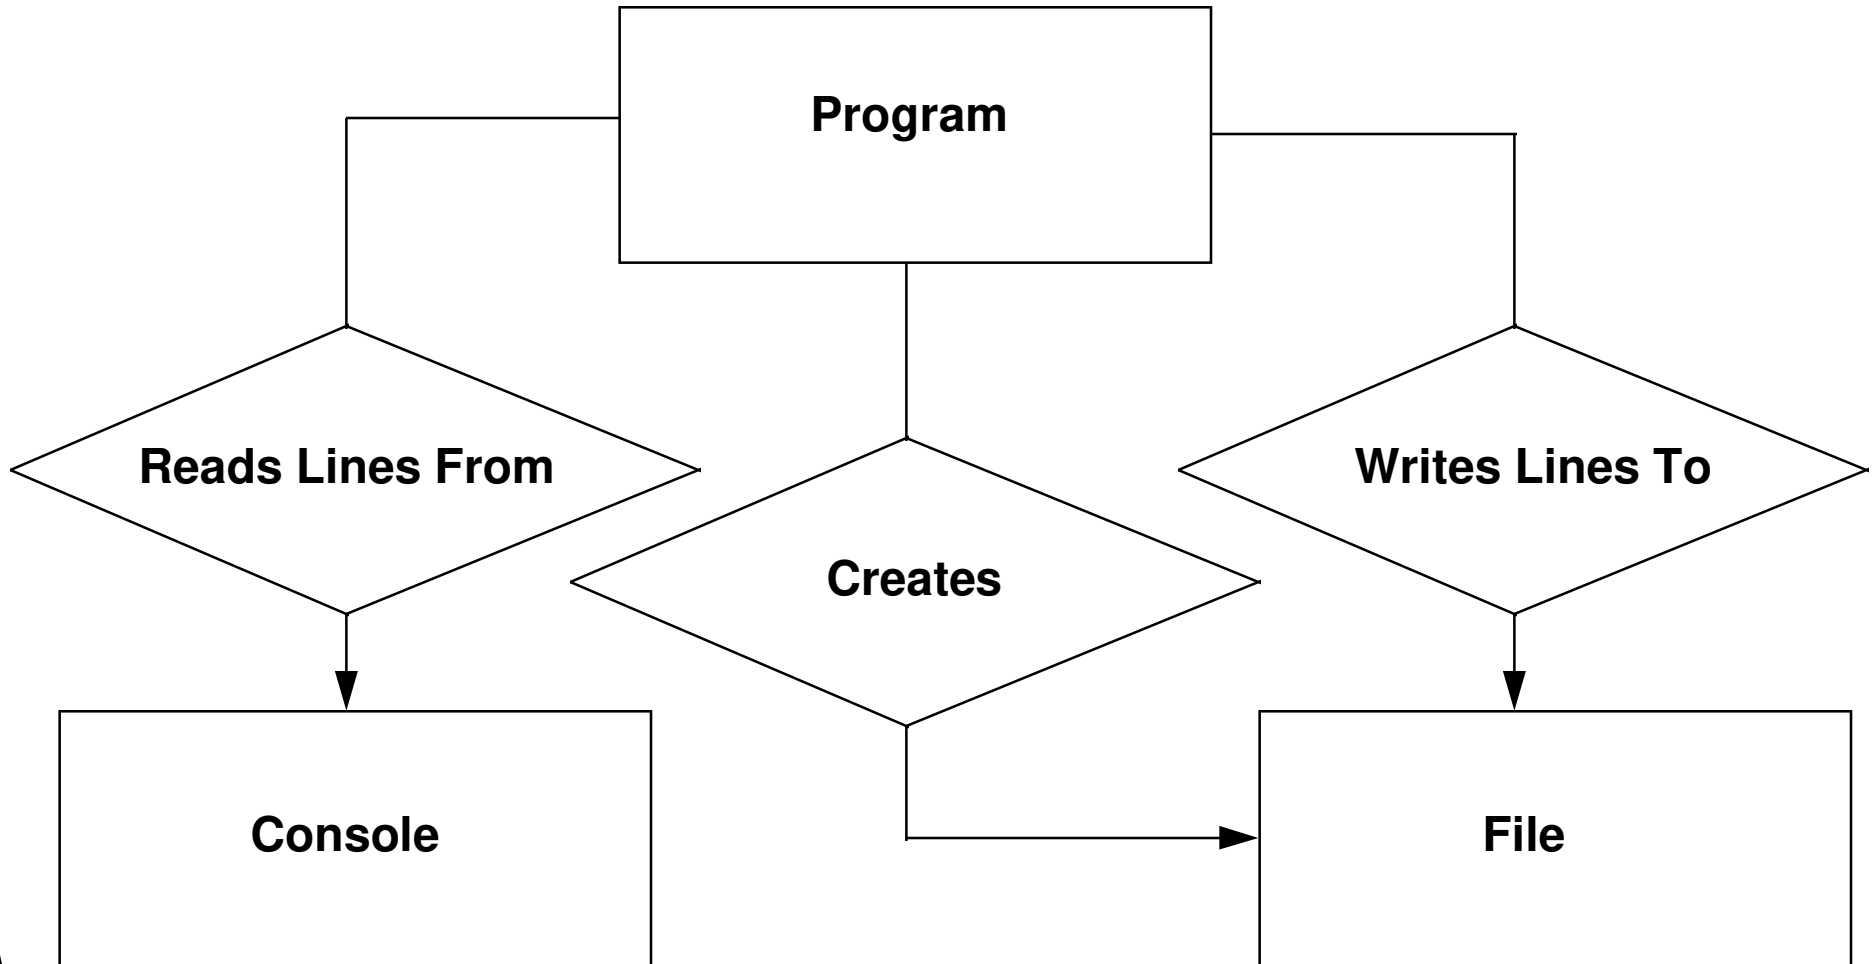 Program
Reads Lines From
Writes Lines To
Creates
Console
File